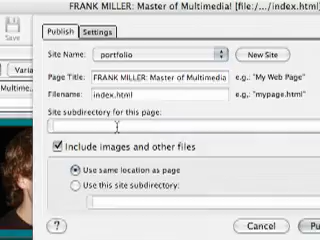 FRANK MILLER: Master of Multimedia! [file:/.../index.html]
Save
Publish Settings
Site Name: portfolio New Site
Page Title: FRANK MILLER: Master of Multimedia e.g.: "My Web Page"
Filename: index.html e.g.: "mypage.html"
Site subdirectory for this page:
Include images and other files
Use same location as page
Use this site subdirectory:
? Cancel